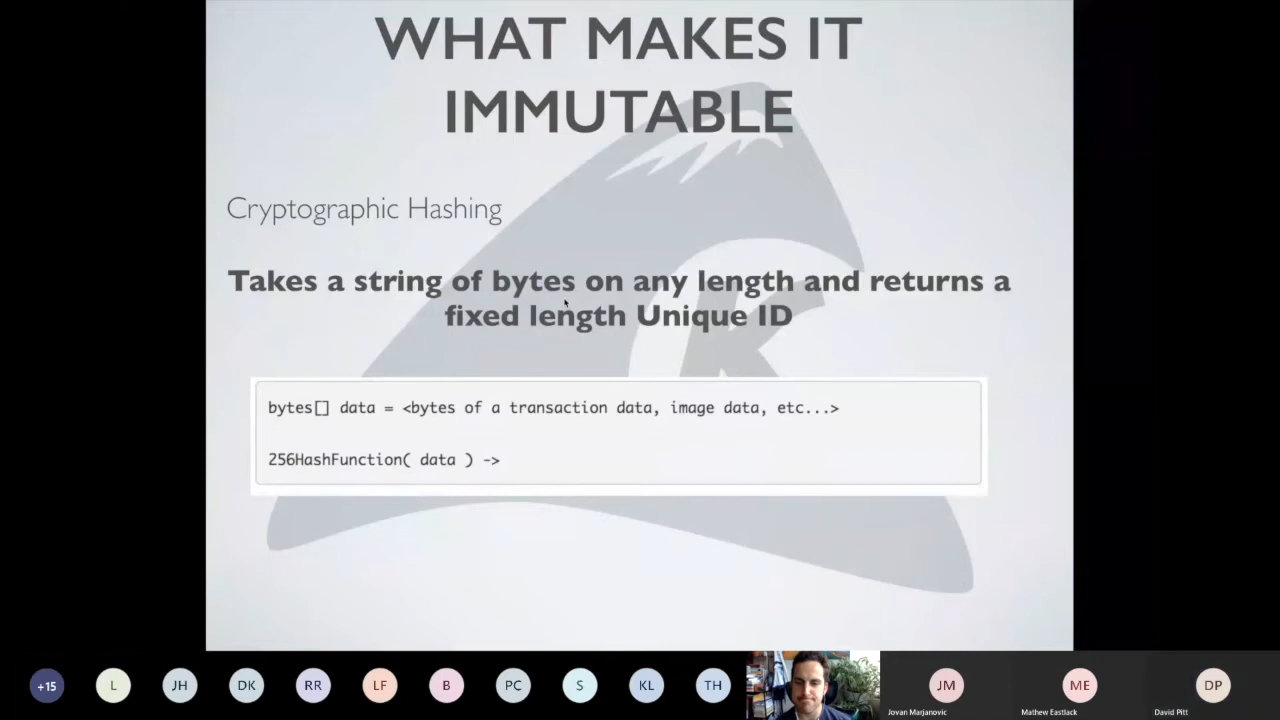 WHAT MAKES IT
IMMUTABLE
Cryptographic Hashing
Takes a string of bytes on any length and returns a
fixed length Unique ID
K
bytes[] data = <bytes of a transaction data, image data, etc...>
256HashFunction( data ) ->
+15 L JH DK RR LF B PC S KL TH JM ME DP
Jovan Marjanovic Mathew Eastlack David Pitt